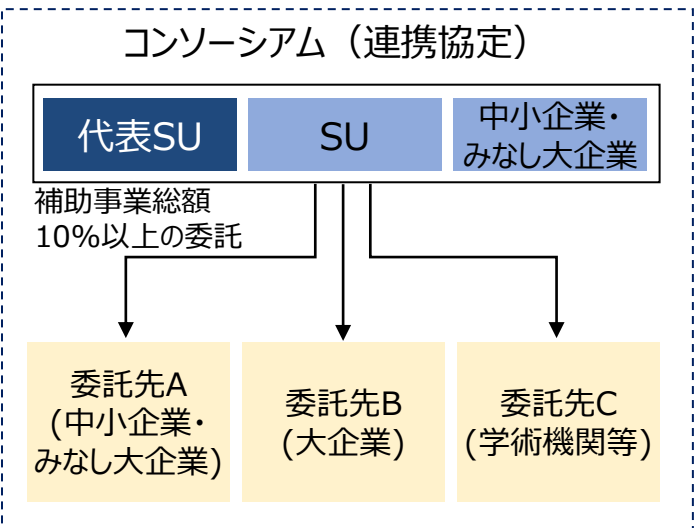 コンソーシアム（連携協定）
代表SU
SU
中小企業・
みなし大企業
補助事業総額
10%以上の委託
委託先A
(中小企業・
みなし大企業)
委託先B
(大企業)
委託先C
(学術機関等)